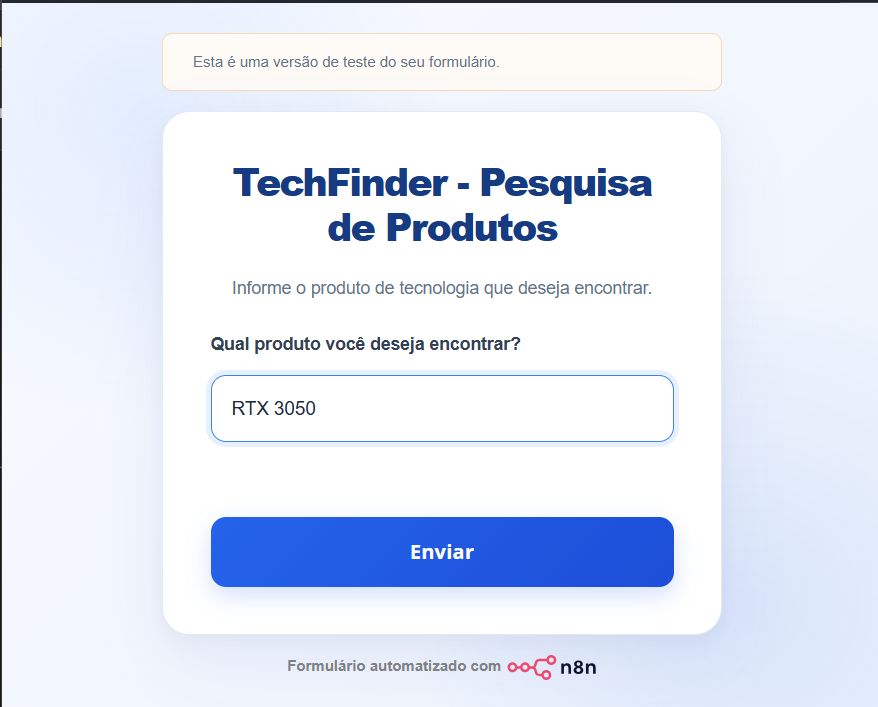 Esta é uma versão de teste do seu formulário.
TechFinder - Pesquisa
de Produtos
Informe o produto de tecnologia que deseja encontrar.
Qual produto você deseja encontrar?
RTX 3050
Enviar
Formulário automatizado com n8n